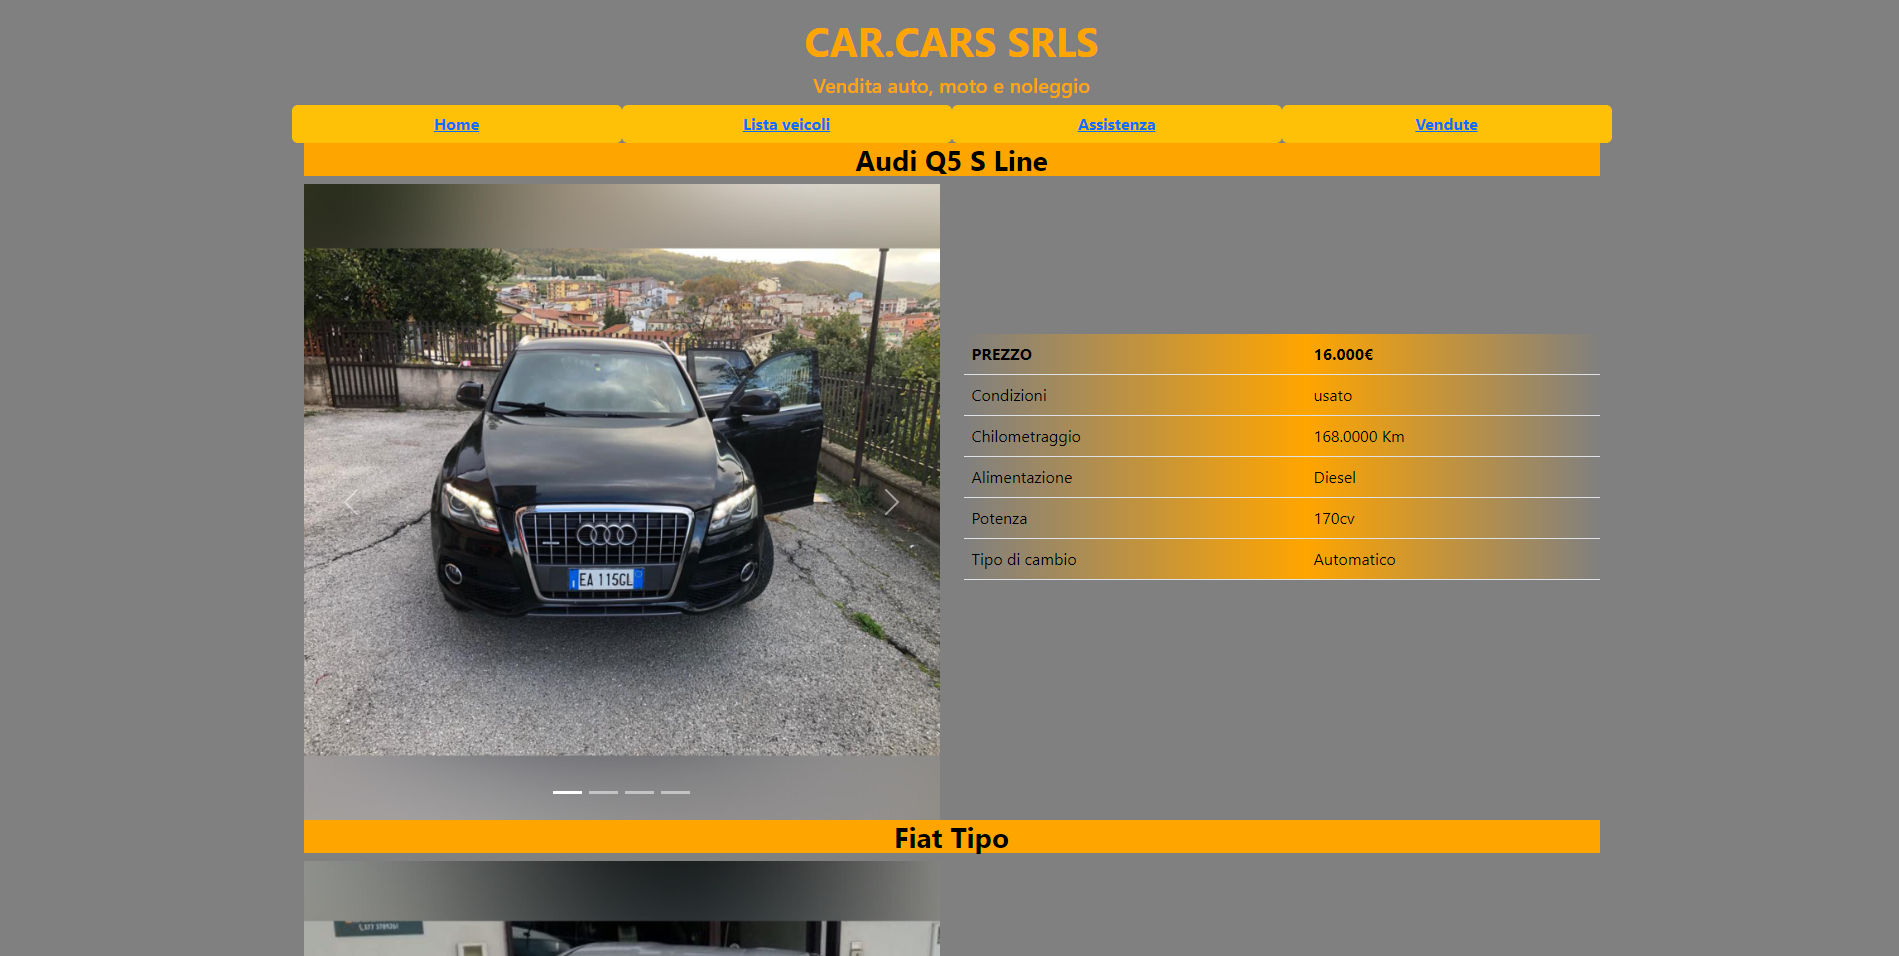 CAR.CARS SRLS
Vendita auto, moto e noleggio
Home Lista veicoli Assistenza Vendute
Audi Q5 S Line
EA 115GL
PREZZO 16.000€
Condizioni usato
Chilometraggio 168.0000 Km
Alimentazione Diesel
Potenza 170cv
Tipo di cambio Automatico
Fiat Tipo